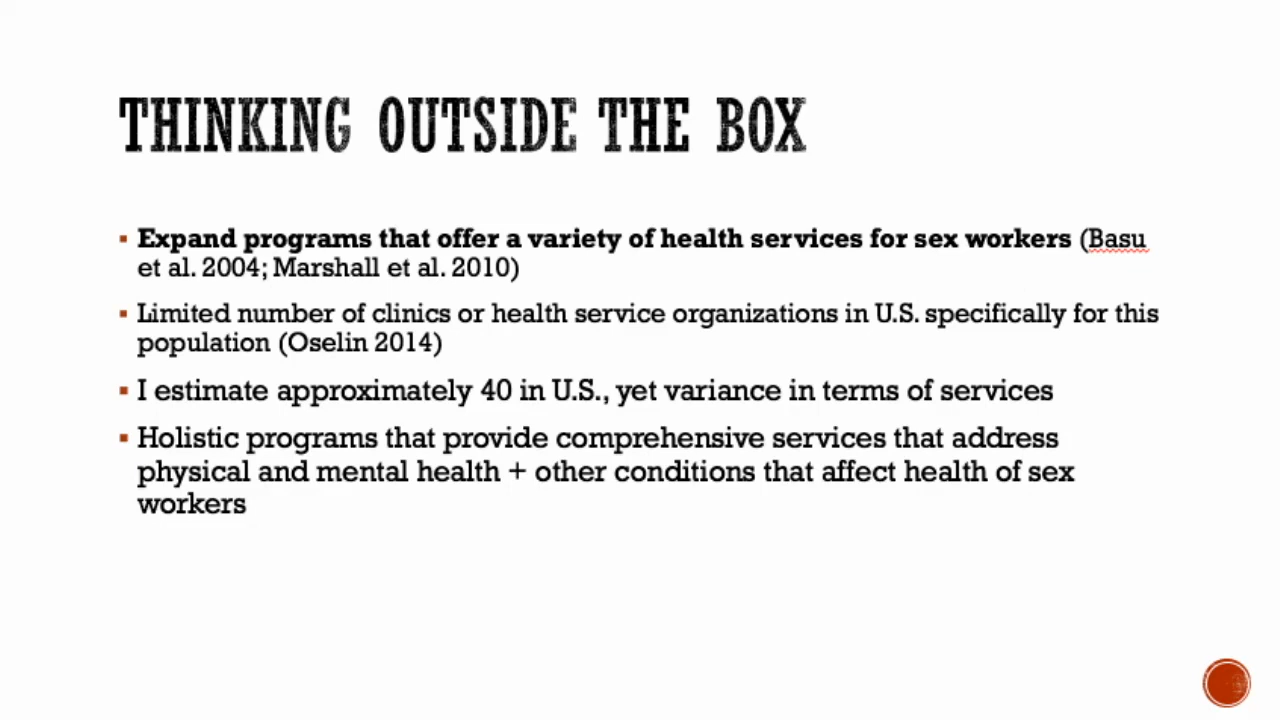 THINKING OUTSIDE THE BOX
▪ Expand programs that offer a variety of health services for sex workers (Basu
et al. 2004; Marshall et al. 2010)
▪ Limited number of clinics or health service organizations in U.S. specifically for this
population (Oselin 2014)
▪ I estimate approximately 40 in U.S., yet variance in terms of services
▪ Holistic programs that provide comprehensive services that address
physical and mental health + other conditions that affect health of sex
workers